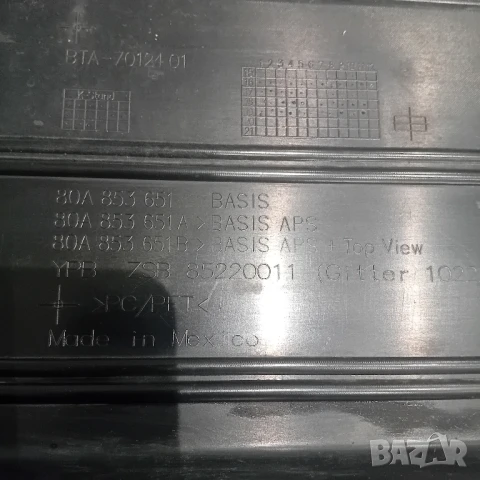 BTA-70124 01
K-Stand
80A 853 651 BASIS
80A 853 651A > BASIS APS
80A 853 651B > BASIS APS + Top View
YPB ZSB 85220011 (Gitter
>PC/PET<
Made in Mexico
BAZAR